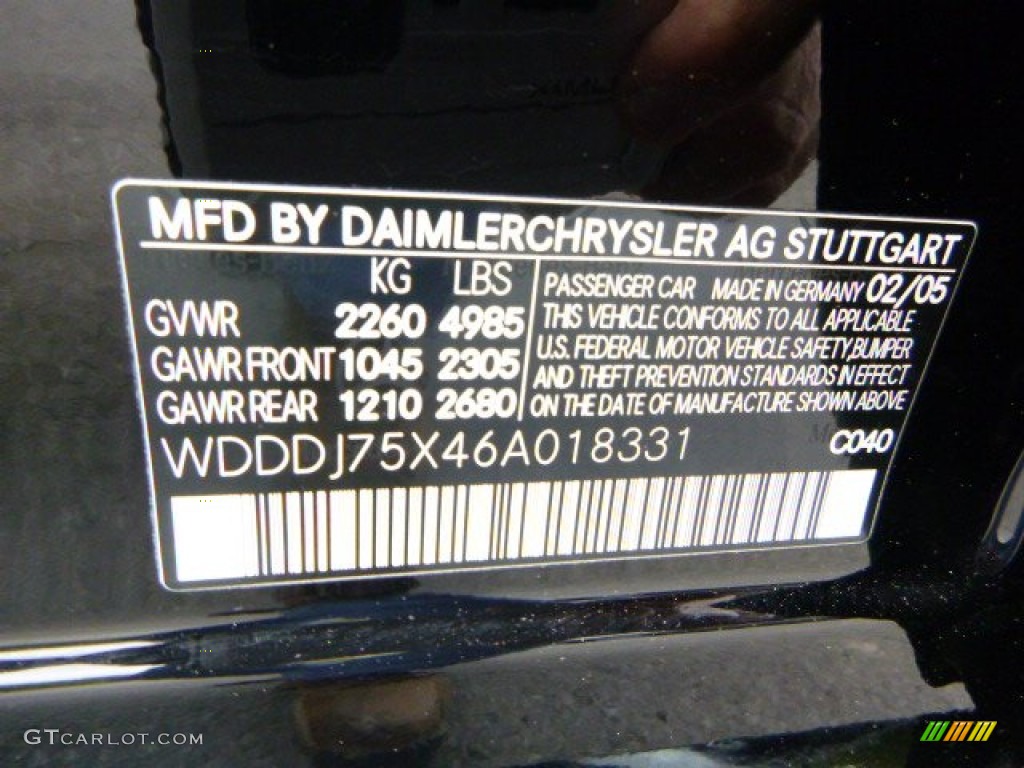 MFD BY DAIMLERCHRYSLER AG STUTTGART
KG LBS
GVWR 2260 4985
GAWR FRONT 1045 2305
GAWR REAR 1210 2680
PASSENGER CAR MADE IN GERMANY 02/05
THIS VEHICLE CONFORMS TO ALL APPLICABLE
U.S. FEDERAL MOTOR VEHICLE SAFETY, BUMPER
AND THEFT PREVENTION STANDARDS IN EFFECT
ON THE DATE OF MANUFACTURE SHOWN ABOVE
WDDDJ75X46A018331 C040
GTCARLOT.COM